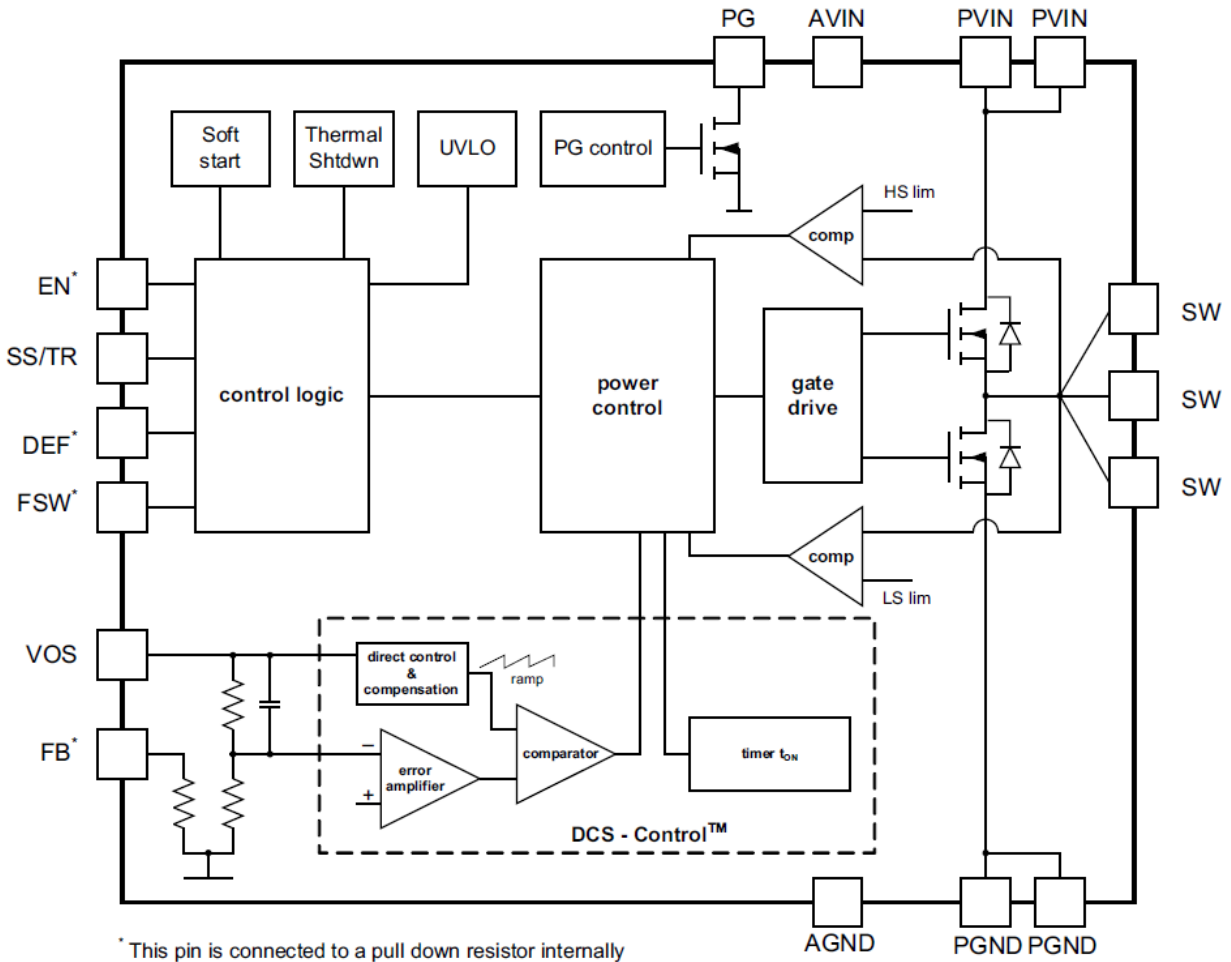 PG
AVIN
PVIN
PVIN
Soft
start
Thermal
Shtdwn
UVLO
PG control
HS lim
comp
EN*
SS/TR
DEF*
FSW*
control logic
power
control
gate
drive
SW
SW
SW
comp
LS lim
VOS
FB*
direct control
&
compensation
ramp
−
+
error
amplifier
comparator
timer tON
DCS - Control™
AGND
PGND
PGND
* This pin is connected to a pull down resistor internally